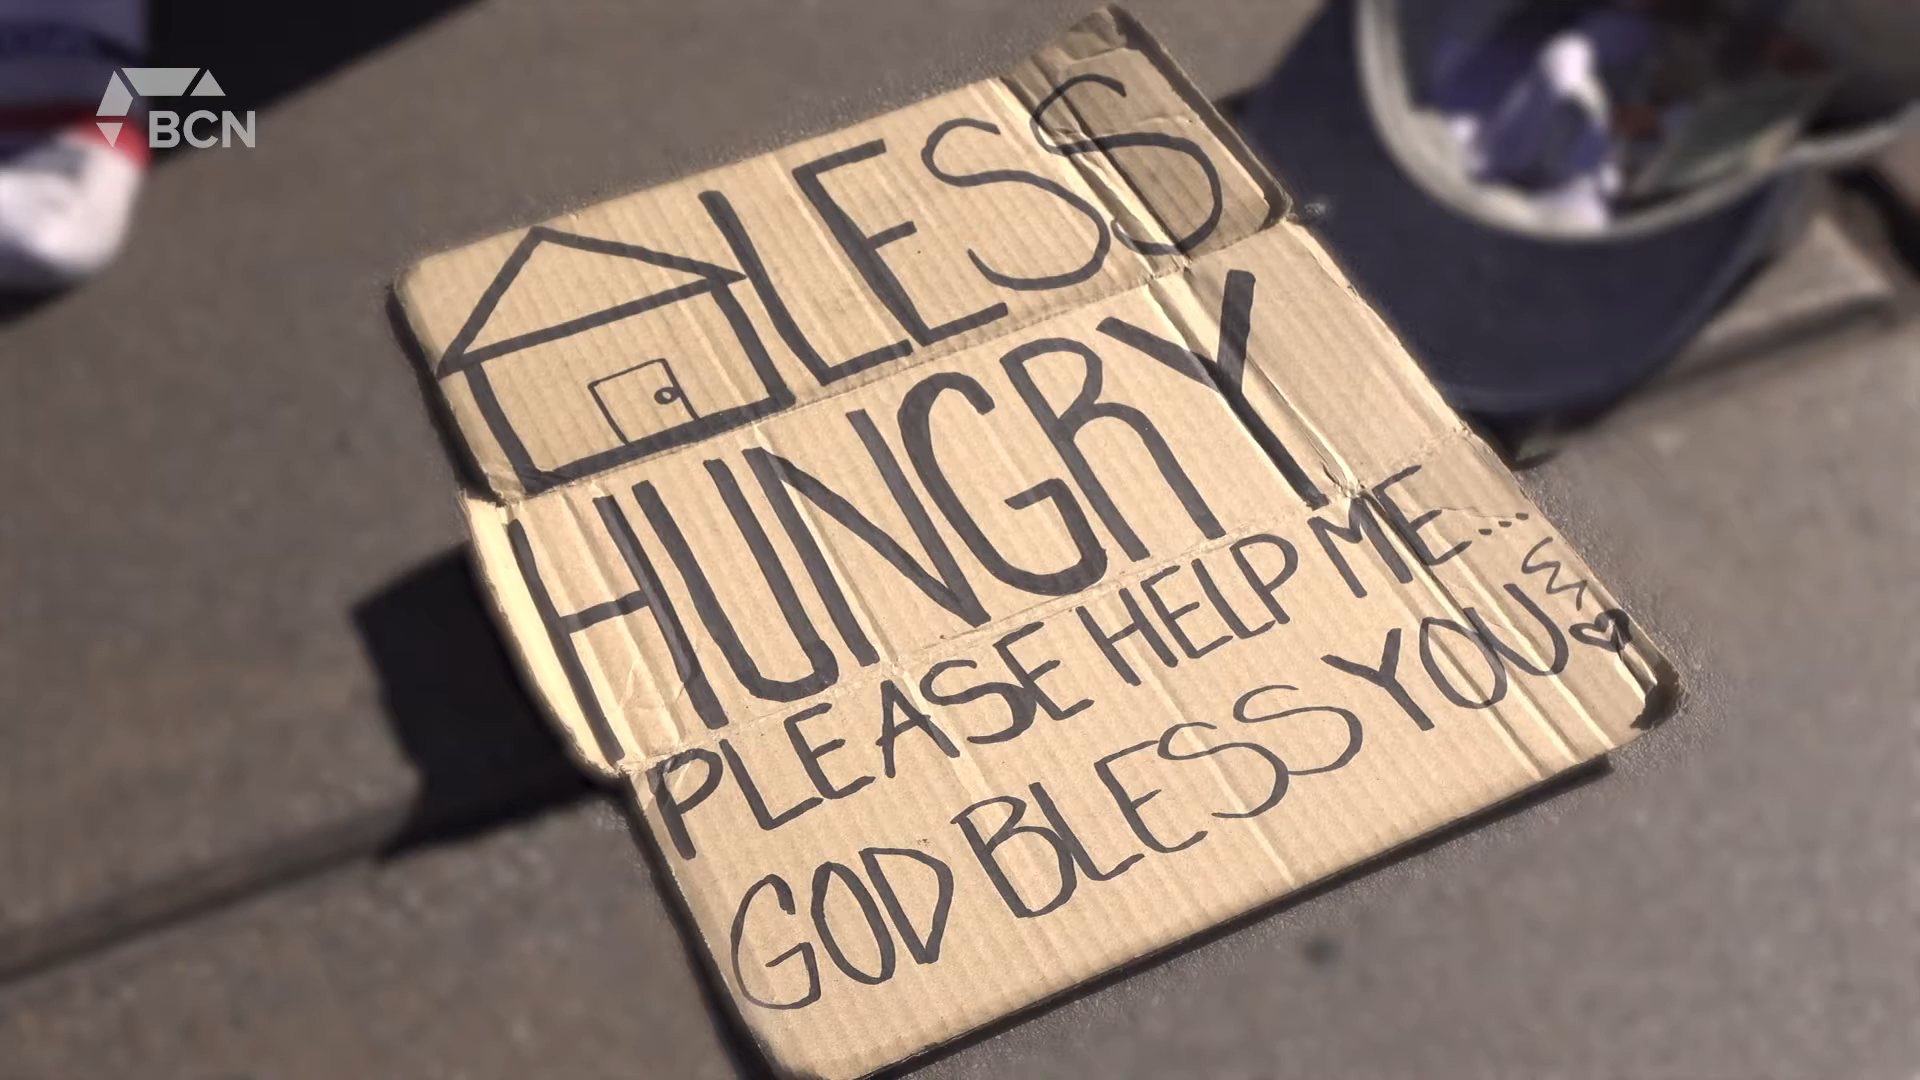 BCN
LESS
HUNGRY
PLEASE HELP ME...
GOD BLESS YOU